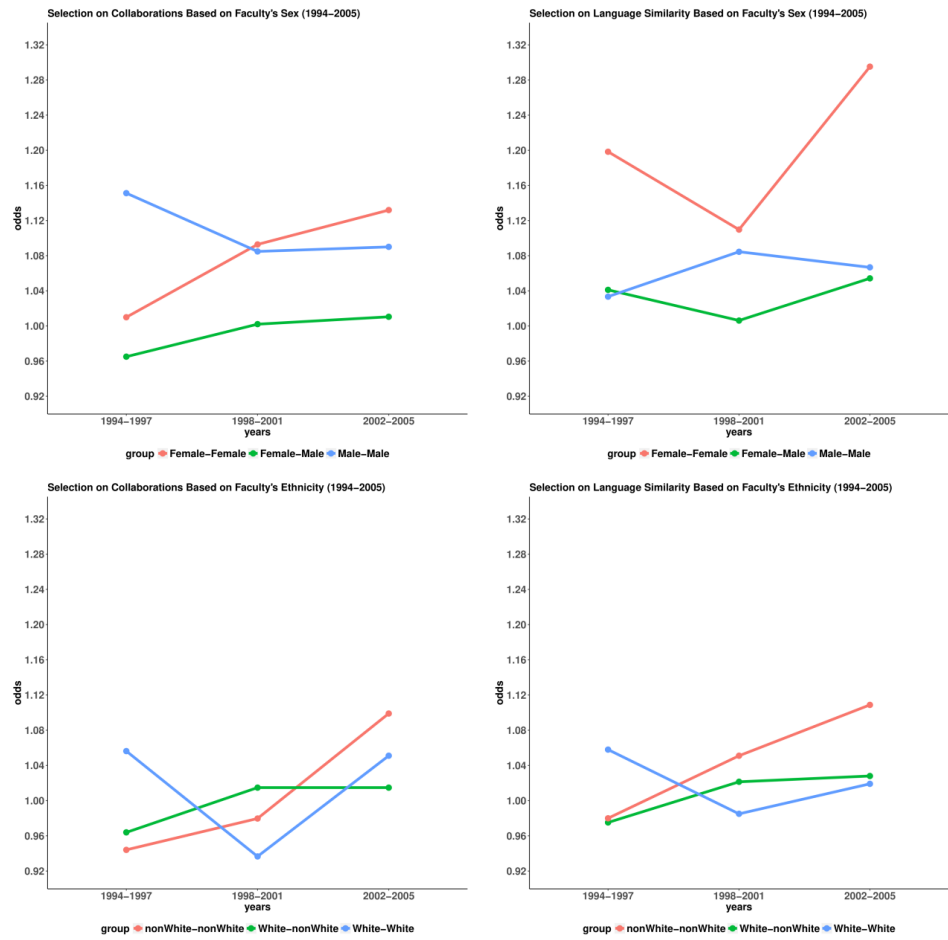 Selection on Collaborations Based on Faculty's Sex (1994−2005)
1.32
1.28
1.24
1.20
1.16
1.12
1.08
1.04
1.00
0.96
0.92
odds
1994−1997 1998−2001 2002−2005
years
group Female−Female Female−Male Male−Male
Selection on Language Similarity Based on Faculty's Sex (1994−2005)
1.32
1.28
1.24
1.20
1.16
1.12
1.08
1.04
1.00
0.96
0.92
odds
1994−1997 1998−2001 2002−2005
years
group Female−Female Female−Male Male−Male
Selection on Collaborations Based on Faculty's Ethnicity (1994−2005)
1.32
1.28
1.24
1.20
1.16
1.12
1.08
1.04
1.00
0.96
0.92
odds
1994−1997 1998−2001 2002−2005
years
group nonWhite−nonWhite White−nonWhite White−White
Selection on Language Similarity Based on Faculty's Ethnicity (1994−2005)
1.32
1.28
1.24
1.20
1.16
1.12
1.08
1.04
1.00
0.96
0.92
odds
1994−1997 1998−2001 2002−2005
years
group nonWhite−nonWhite White−nonWhite White−White